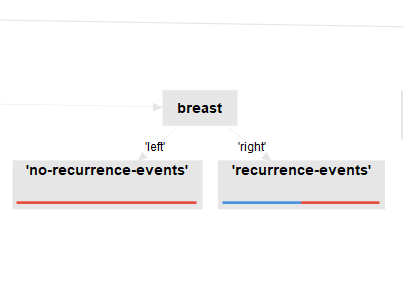 breast
'left'
'right'
'no-recurrence-events'
'recurrence-events'